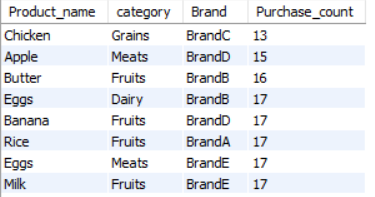 Product_name category Brand Purchase_count
Chicken Grains BrandC 13
Apple Meats BrandD 15
Butter Fruits BrandB 16
Eggs Dairy BrandB 17
Banana Fruits BrandD 17
Rice Fruits BrandA 17
Eggs Meats BrandE 17
Milk Fruits BrandE 17